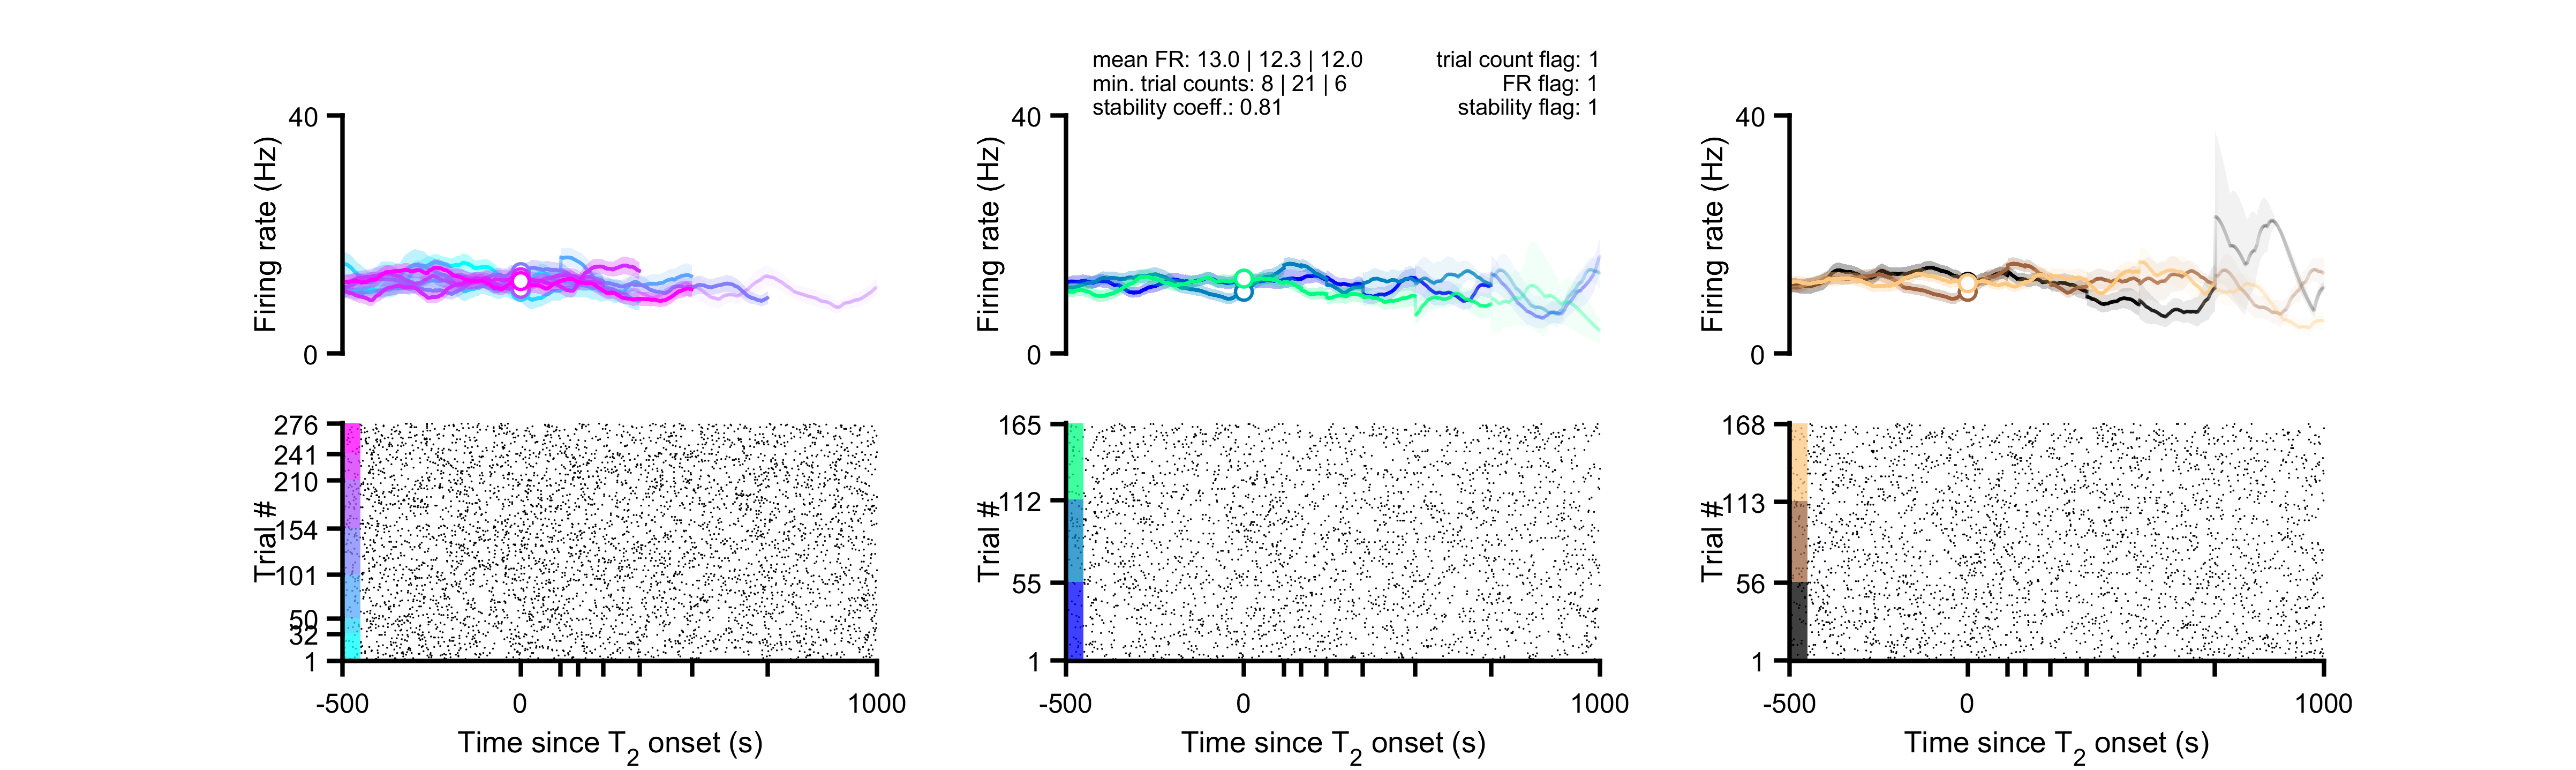 mean FR: 13.0 | 12.3 | 12.0
min. trial counts: 8 | 21 | 6
stability coeff.: 0.81
trial count flag: 1
FR flag: 1
stability flag: 1
40
Firing rate (Hz)
0
40
Firing rate (Hz)
0
40
Firing rate (Hz)
0
276
241
210
154
101
50
32
1
Trial #
-500
0
1000
Time since T2 onset (s)
165
112
55
1
Trial #
-500
0
1000
Time since T2 onset (s)
168
113
56
1
Trial #
-500
0
1000
Time since T2 onset (s)